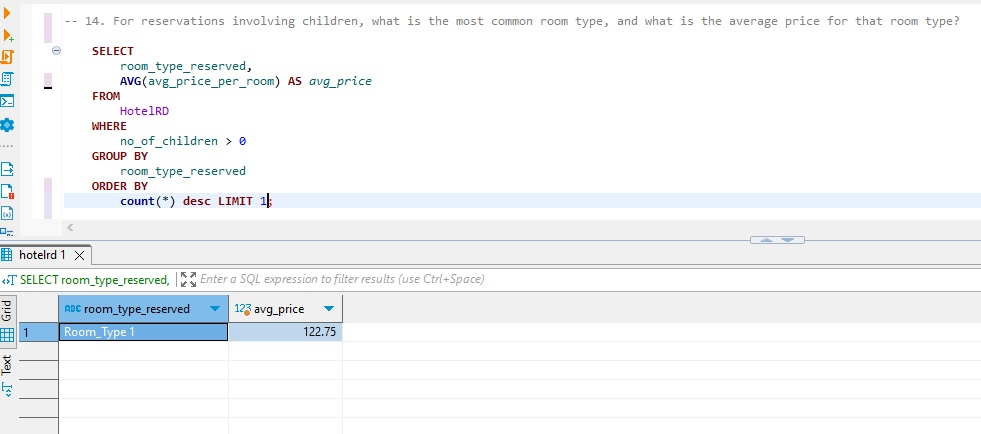 -- 14. For reservations involving children, what is the most common room type, and what is the average price for that room type?
SELECT
room_type_reserved,
AVG(avg_price_per_room) AS avg_price
FROM
HotelRD
WHERE
no_of_children > 0
GROUP BY
room_type_reserved
ORDER BY
count(*) desc LIMIT 1;
hotelrd 1
SELECT room_type_reserved, Enter a SQL expression to filter results (use Ctrl+Space)
Grid
ABC room_type_reserved 123 avg_price
1 Room_Type 1 122.75
Text